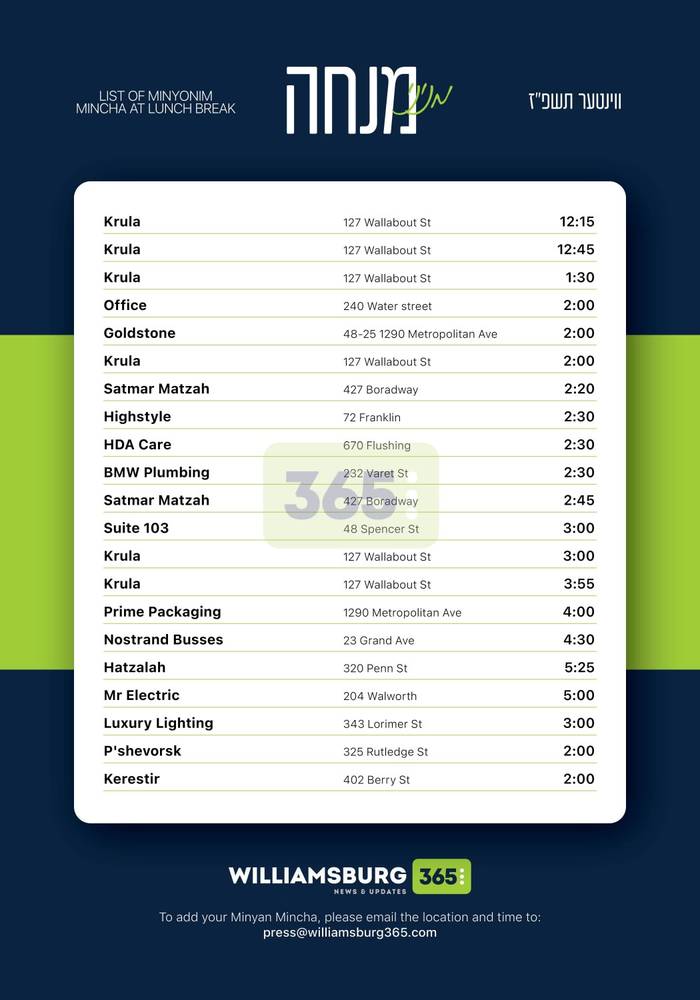 LIST OF MINYONIM
MINCHA AT LUNCH BREAK
מניני מנחה
ווינטער תשפ"ז
Krula 127 Wallabout St 12:15
Krula 127 Wallabout St 12:45
Krula 127 Wallabout St 1:30
Office 240 Water street 2:00
Goldstone 48-25 1290 Metropolitan Ave 2:00
Krula 127 Wallabout St 2:00
Satmar Matzah 427 Boradway 2:20
Highstyle 72 Franklin 2:30
HDA Care 670 Flushing 2:30
BMW Plumbing 232 Varet St 2:30
Satmar Matzah 427 Boradway 2:45
Suite 103 48 Spencer St 3:00
Krula 127 Wallabout St 3:00
Krula 127 Wallabout St 3:55
Prime Packaging 1290 Metropolitan Ave 4:00
Nostrand Busses 23 Grand Ave 4:30
Hatzalah 320 Penn St 5:25
Mr Electric 204 Walworth 5:00
Luxury Lighting 343 Lorimer St 3:00
P'shevorsk 325 Rutledge St 2:00
Kerestir 402 Berry St 2:00
365
WILLIAMSBURG 365
NEWS & UPDATES
To add your Minyan Mincha, please email the location and time to:
press@williamsburg365.com